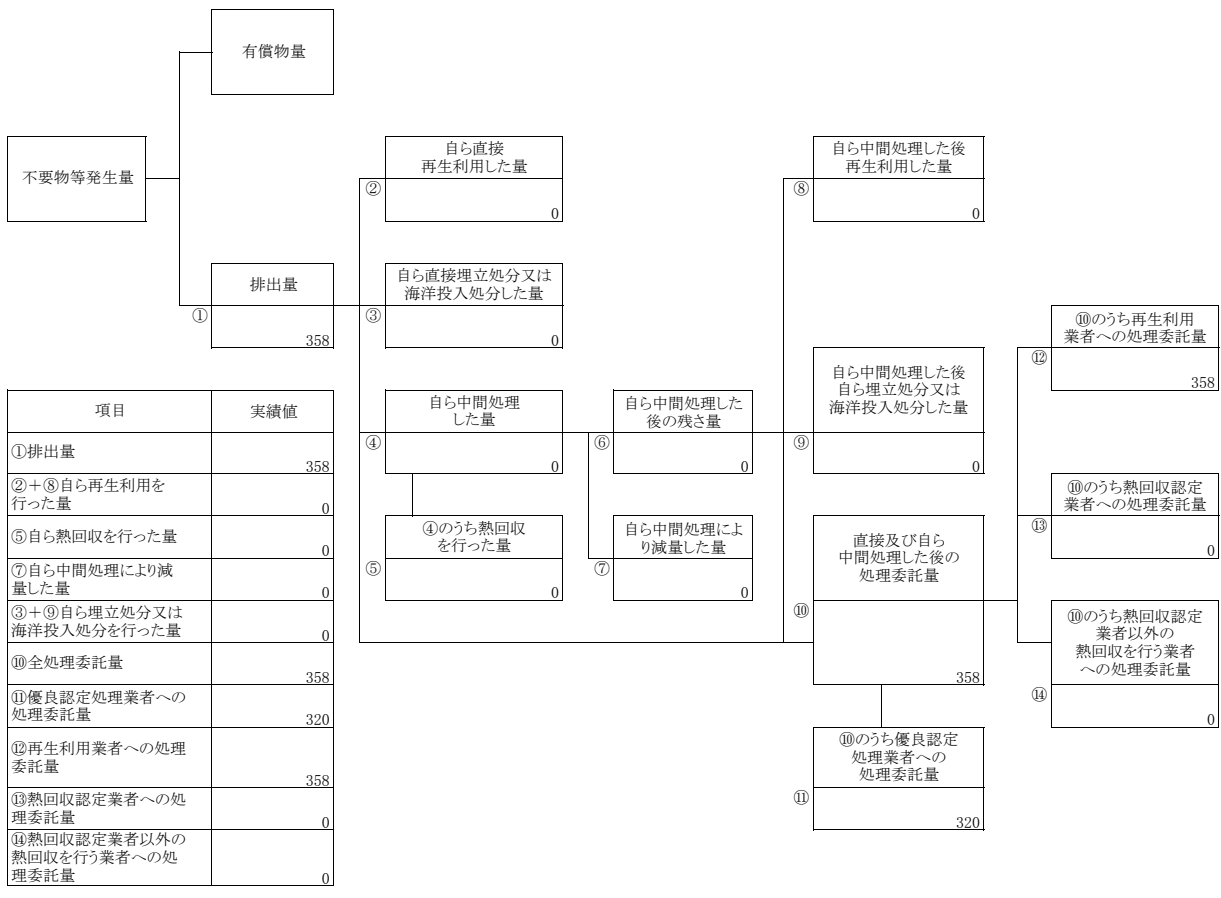 有償物量
不要物等発生量
排出量
①
358
自ら直接
再生利用した量
②
0
自ら直接埋立処分又は
海洋投入処分した量
③
0
自ら中間処理
した量
④
0
④のうち熱回収
を行った量
⑤
0
自ら中間処理した
後の残さ量
⑥
0
自ら中間処理によ
り減量した量
⑦
0
自ら中間処理した後
再生利用した量
⑧
0
自ら中間処理した後
自ら埋立処分又は
海洋投入処分した量
⑨
0
直接及び自ら
中間処理した後の
処理委託量
⑩
358
⑩のうち優良認定
処理業者への
処理委託量
⑪
320
⑩のうち再生利用
業者への処理委託量
⑫
358
⑩のうち熱回収認定
業者への処理委託量
⑬
0
⑩のうち熱回収認定
業者以外の
熱回収を行う業者
への処理委託量
⑭
0
項目 実績値
①排出量
358
②+⑧自ら再生利用を
行った量
0
⑤自ら熱回収を行った量
0
⑦自ら中間処理により減
量した量
0
③+⑨自ら埋立処分又は
海洋投入処分を行った量
0
⑩全処理委託量
358
⑪優良認定処理業者への
処理委託量
320
⑫再生利用業者への処理
委託量
358
⑬熱回収認定業者への処
理委託量
0
⑭熱回収認定業者以外の
熱回収を行う業者への処
理委託量
0